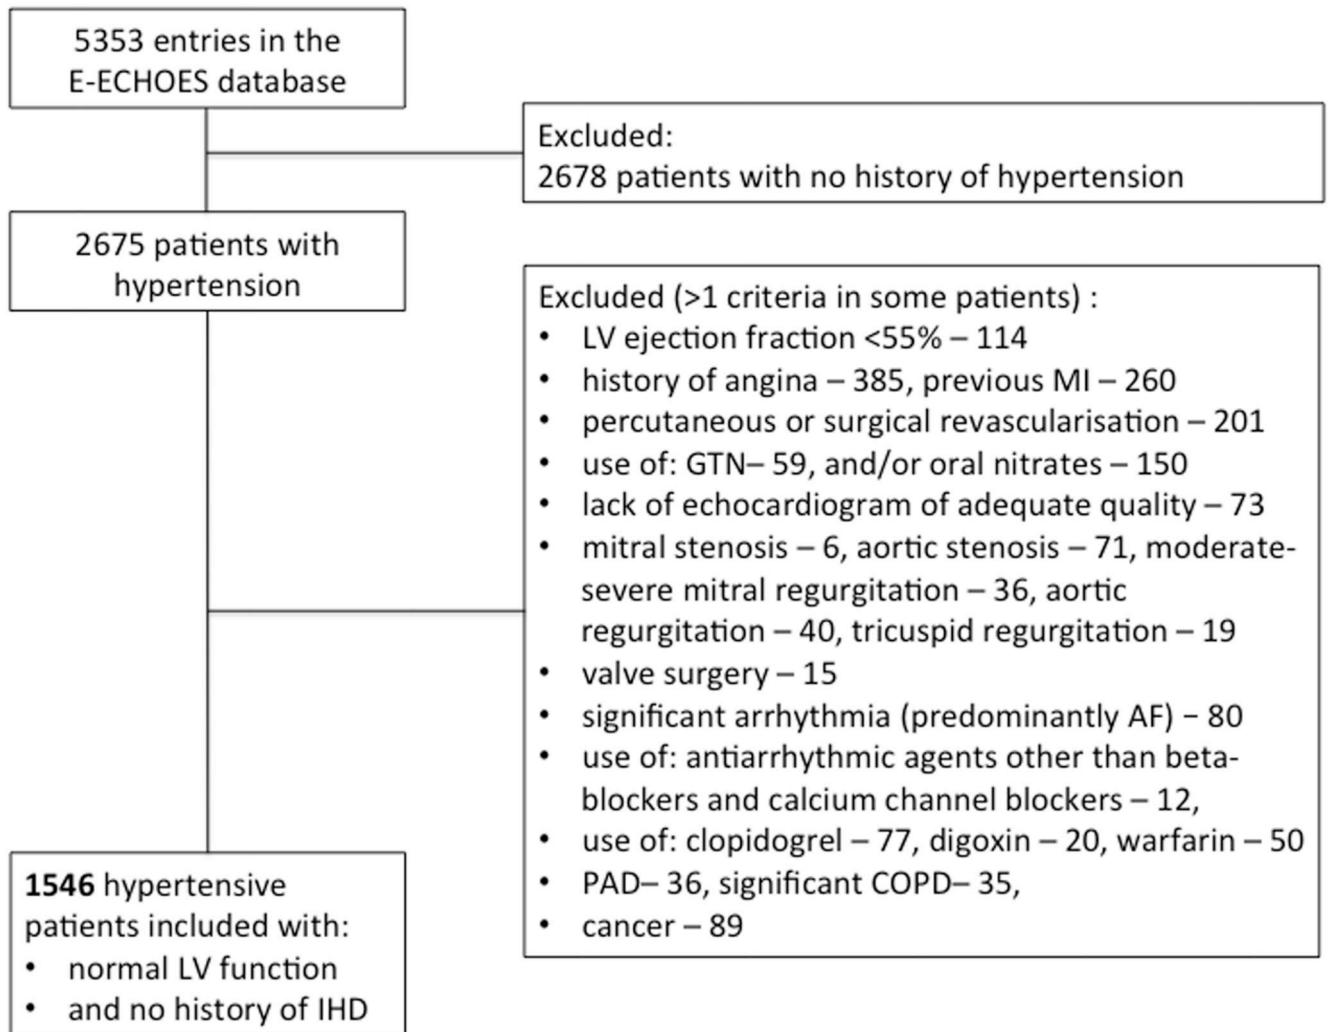 5353 entries in the
E-ECHOES database
Excluded:
2678 patients with no history of hypertension
2675 patients with
hypertension
Excluded (>1 criteria in some patients) :
• LV ejection fraction <55% – 114
• history of angina – 385, previous MI – 260
• percutaneous or surgical revascularisation – 201
• use of: GTN– 59, and/or oral nitrates – 150
• lack of echocardiogram of adequate quality – 73
• mitral stenosis – 6, aortic stenosis – 71, moderate-
severe mitral regurgitation – 36, aortic
regurgitation – 40, tricuspid regurgitation – 19
• valve surgery – 15
• significant arrhythmia (predominantly AF) – 80
• use of: antiarrhythmic agents other than beta-
blockers and calcium channel blockers – 12,
• use of: clopidogrel – 77, digoxin – 20, warfarin – 50
• PAD– 36, significant COPD– 35,
• cancer – 89
1546 hypertensive
patients included with:
• normal LV function
• and no history of IHD